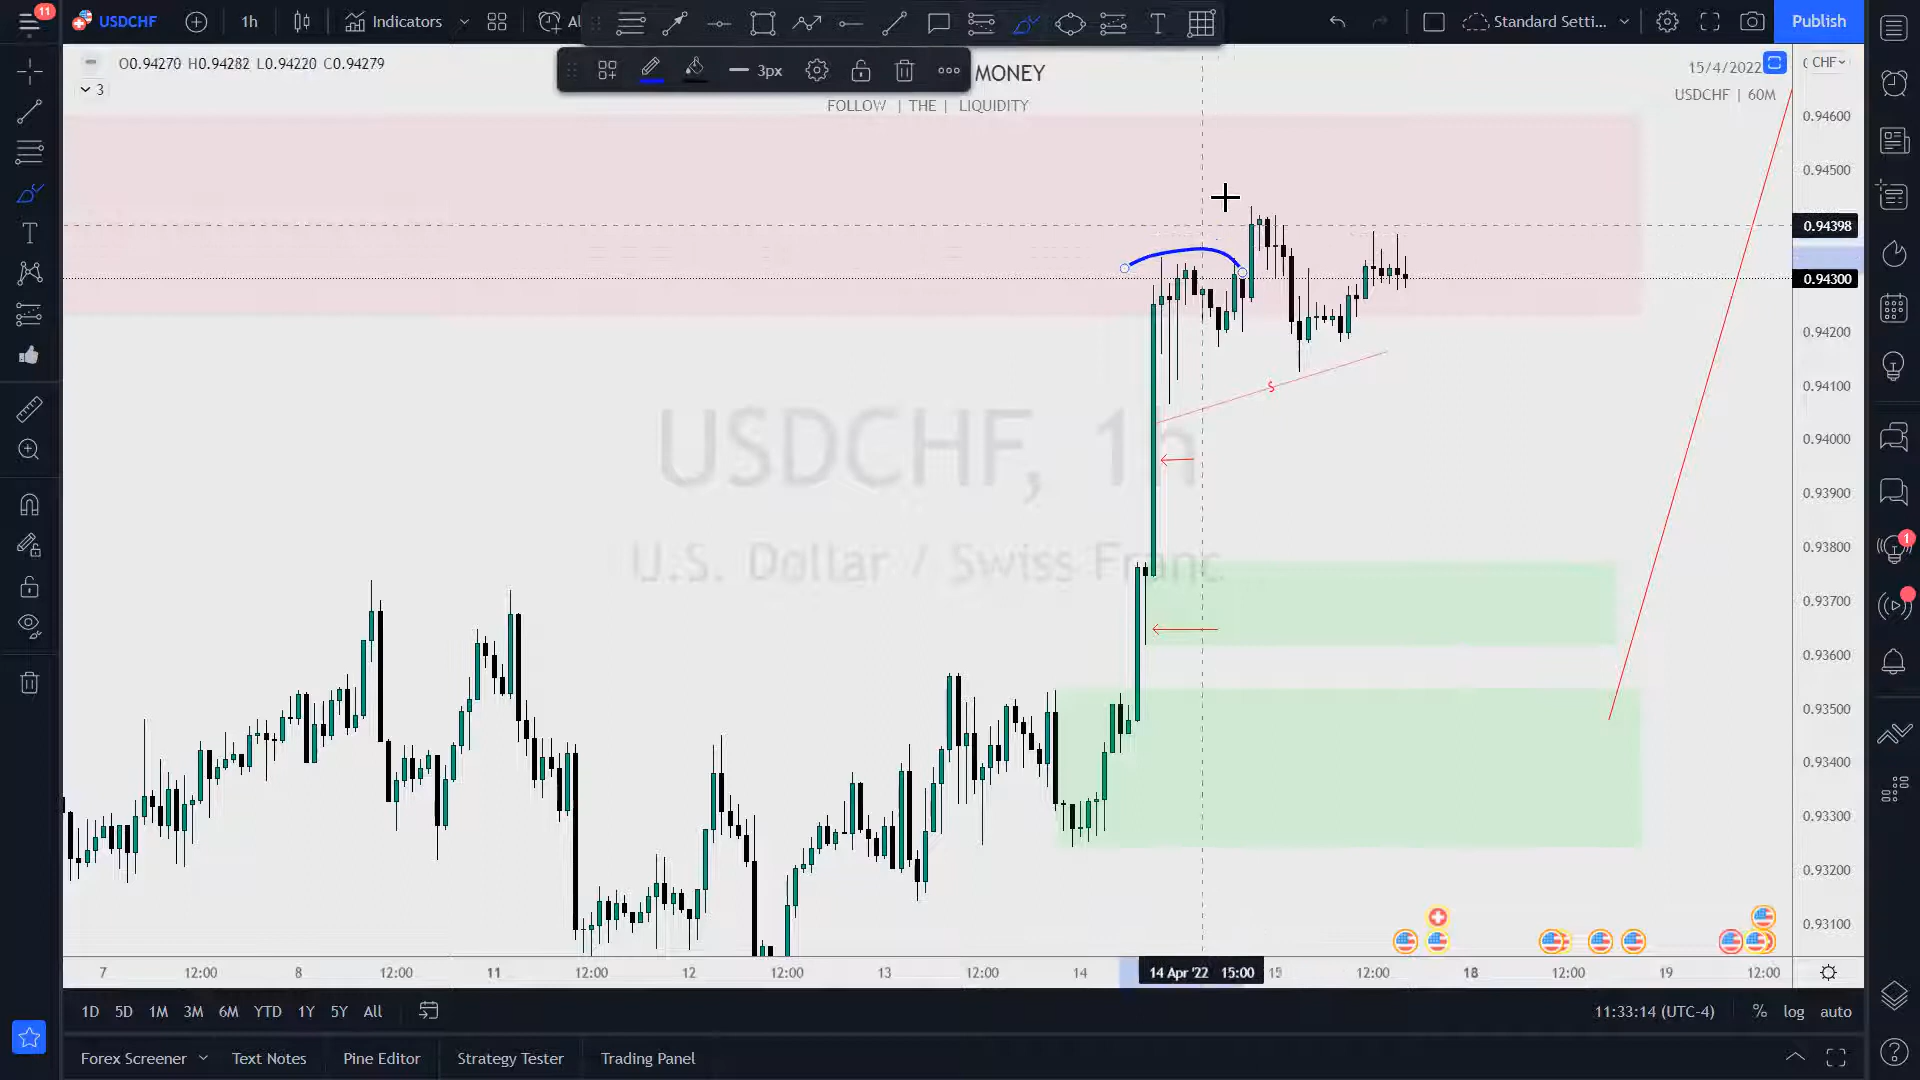 11
USDCHF
1h
Indicators
Al
T
Standard Setti...
Publish
O0.94270 H0.94282 L0.94220 C0.94279
3
3px
MONEY
FOLLOW | THE | LIQUIDITY
15/4/2022
USDCHF | 60M
CHF
0.94600
0.94500
0.94398
0.94300
0.94200
0.94100
0.94000
0.93900
0.93800
0.93700
0.93600
0.93500
0.93400
0.93300
0.93200
0.93100
$
USDCHF, 1h
U.S. Dollar / Swiss Franc
1
7
12:00
8
12:00
11
12:00
12
12:00
13
12:00
14
14 Apr '22 15:00
15
12:00
18
12:00
19
12:00
1D
5D
1M
3M
6M
YTD
1Y
5Y
All
11:33:14 (UTC-4)
%
log
auto
Forex Screener
Text Notes
Pine Editor
Strategy Tester
Trading Panel